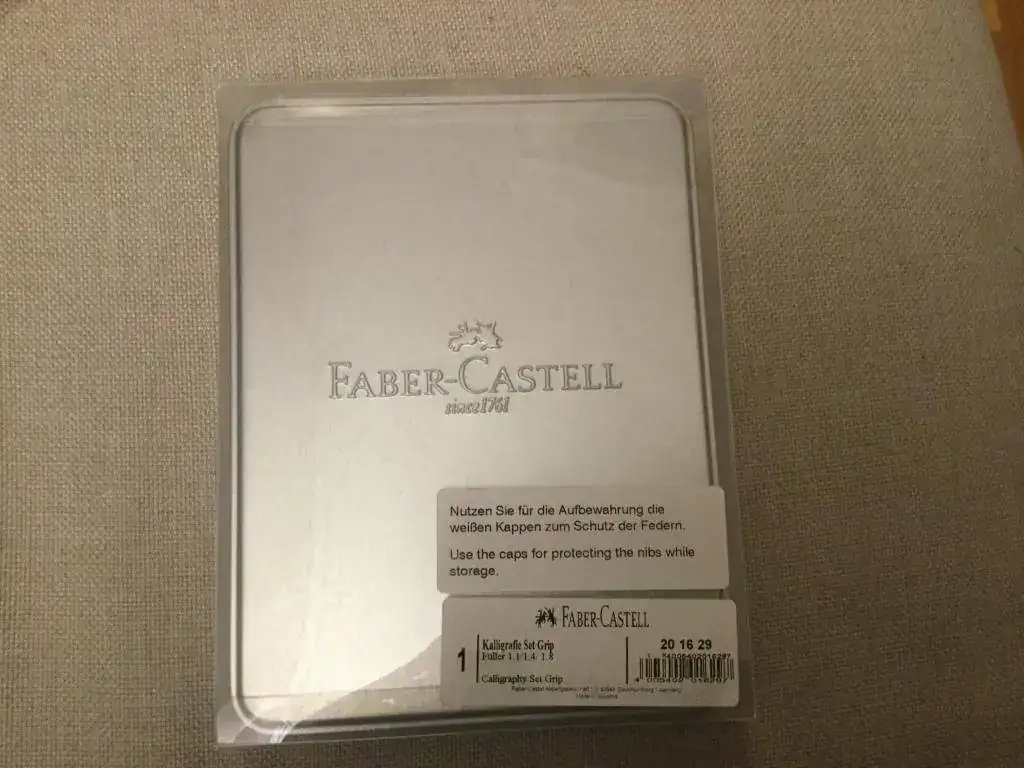 FABER-CASTELL
since 1761
Nutzen Sie für die Aufbewahrung die
weißen Kappen zum Schutz der Federn.
Use the caps for protecting the nibs while
storage.
FABER-CASTELL
1
Kalligrafie Set Grip
Füller 1.1/1.4/ 1.8
Calligraphy Set Grip
20 16 29